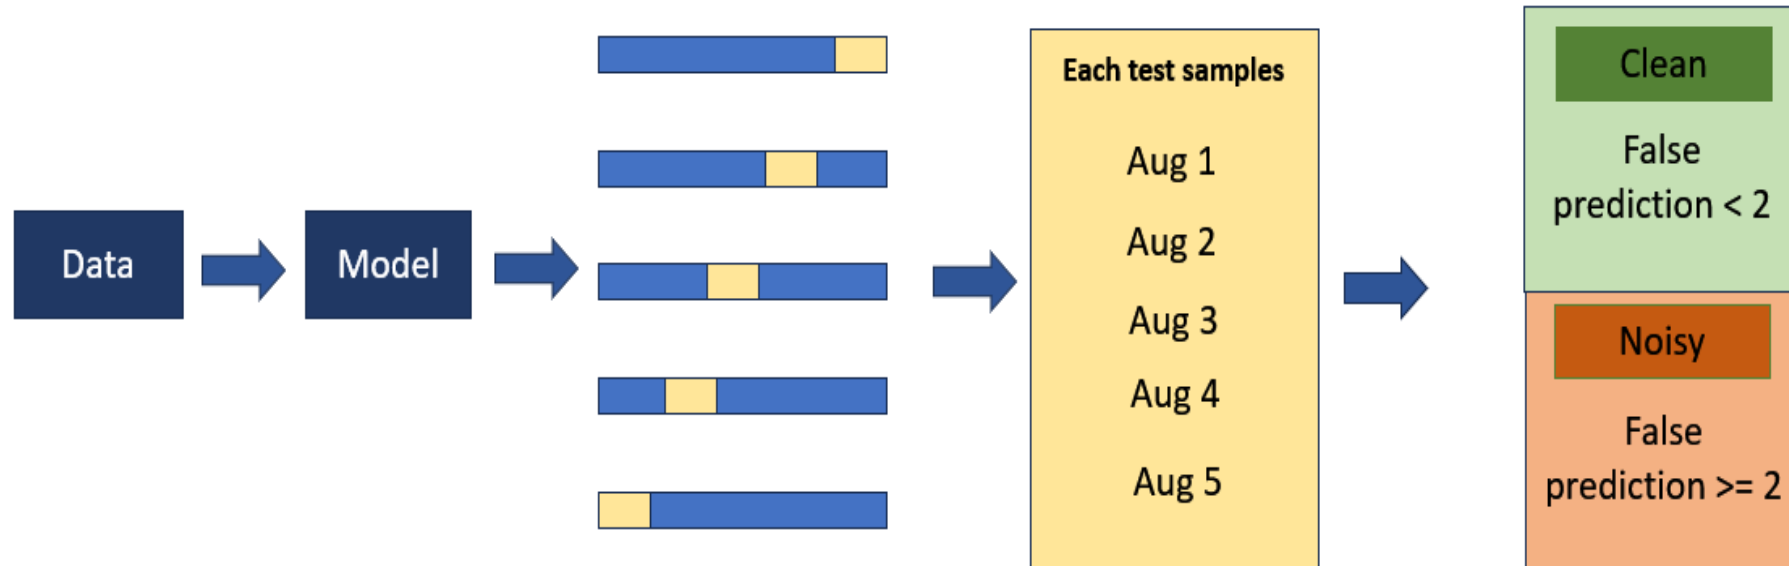 Data
Model
Each test samples
Aug 1
Aug 2
Aug 3
Aug 4
Aug 5
Clean
False
prediction < 2
Noisy
False
prediction >= 2